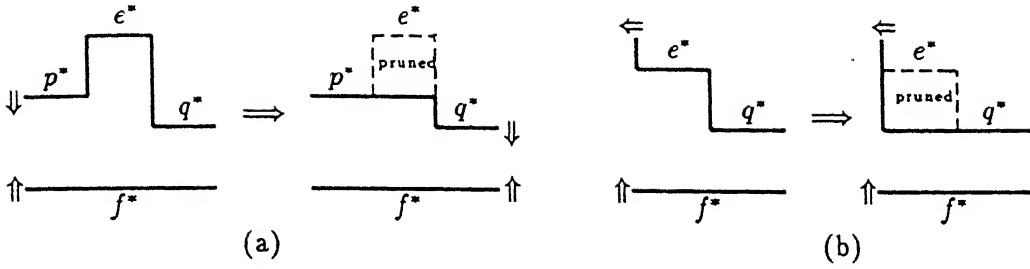 ϵ* e*
p* pruned p* q* q*
⇓ ⟹ ⇓
⇑ f* f* ⇑
(a)
⇐ e* q* ⟹ ⇐ e* pruned q*
⇑ f* ⇑ f*
(b)